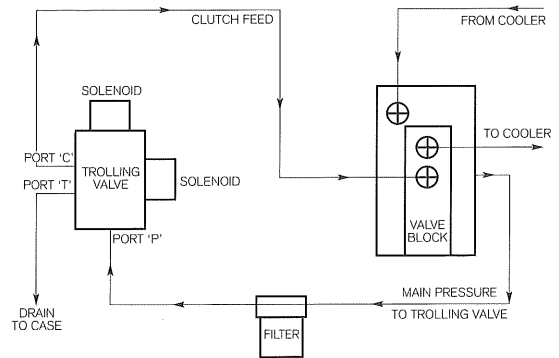 CLUTCH FEED
FROM COOLER
SOLENOID
TO COOLER
PORT 'C'
TROLLING
VALVE
PORT 'T'
SOLENOID
VALVE
BLOCK
PORT 'P'
MAIN PRESSURE
TO TROLLING VALVE
DRAIN
TO CASE
FILTER